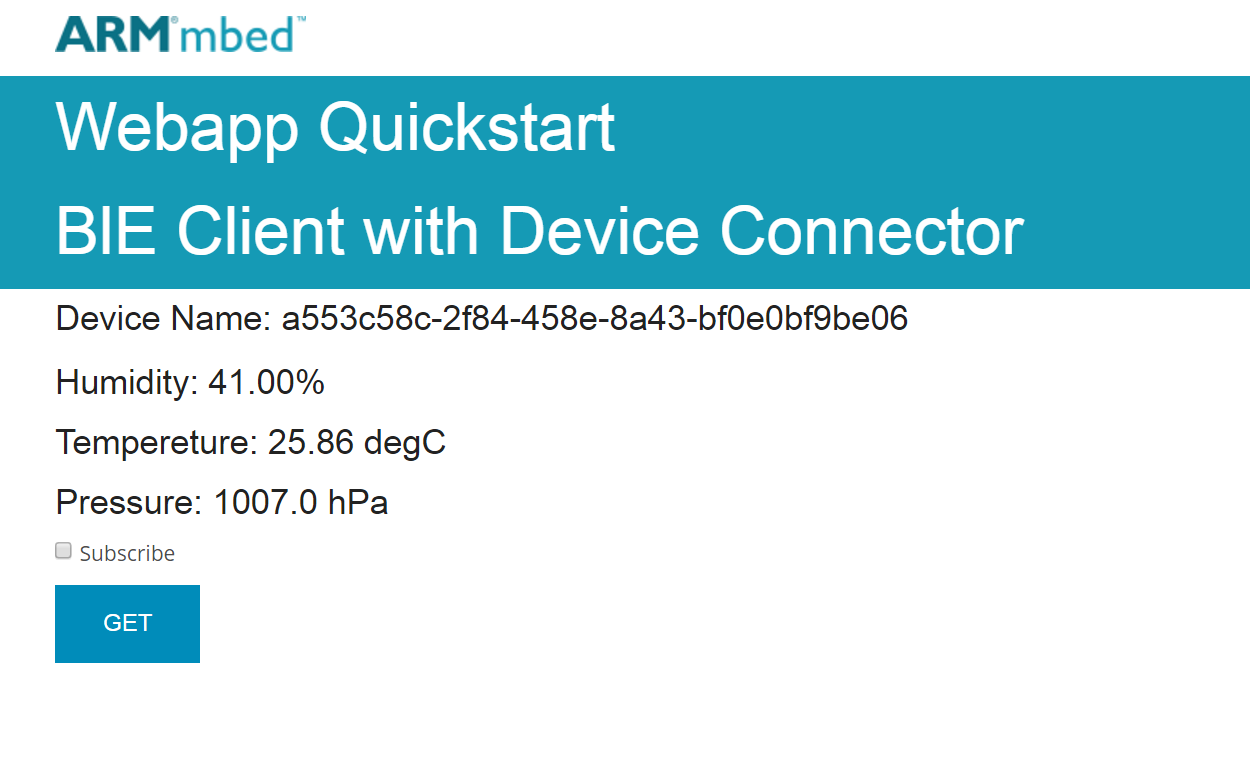 ARM®mbed™
Webapp Quickstart
BlE Client with Device Connector
Device Name: a553c58c-2f84-458e-8a43-bf0e0bf9be06
Humidity: 41.00%
Tempereture: 25.86 degC
Pressure: 1007.0 hPa
Subscribe
GET